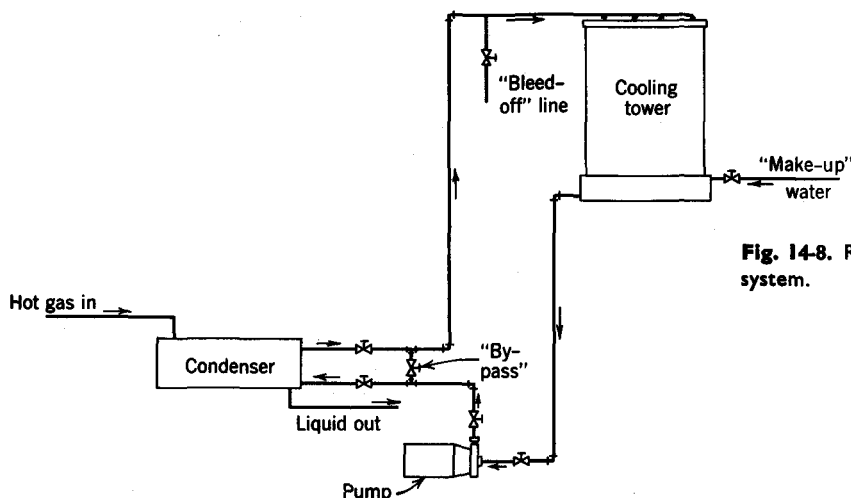 "Bleed-
off" line
Cooling
tower
"Make-up"
water
Fig. 14-8. R
system.
Hot gas in
Condenser
"By-
pass"
Liquid out
Pump